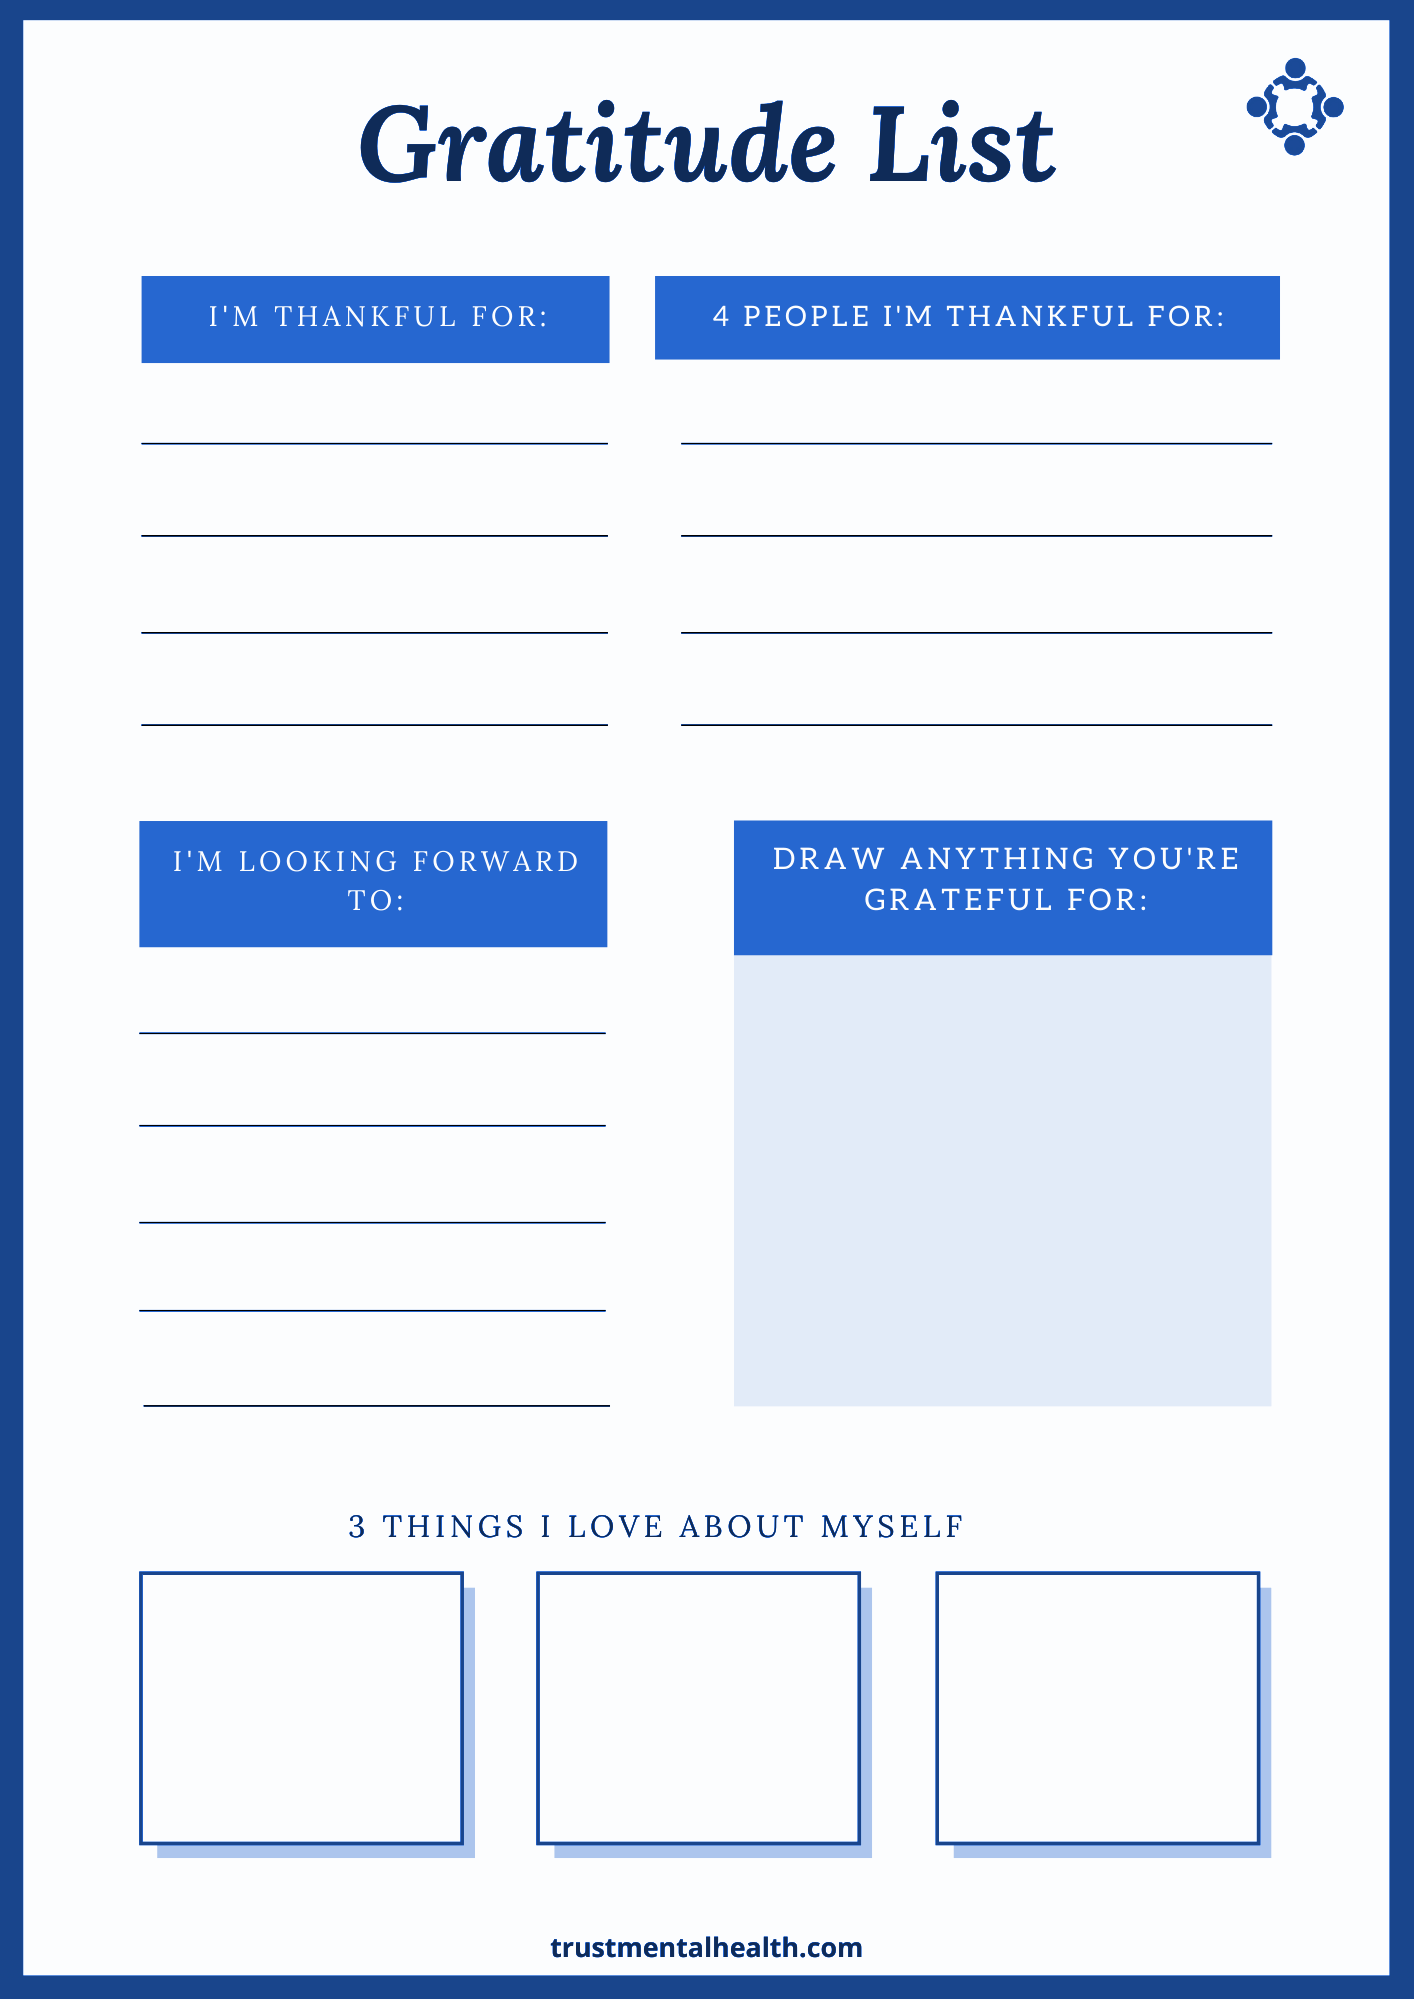 Gratitude List
I'M THANKFUL FOR:
4 PEOPLE I'M THANKFUL FOR:
I'M LOOKING FORWARD
TO:
DRAW ANYTHING YOU'RE
GRATEFUL FOR:
3 THINGS I LOVE ABOUT MYSELF
trustmentalhealth.com